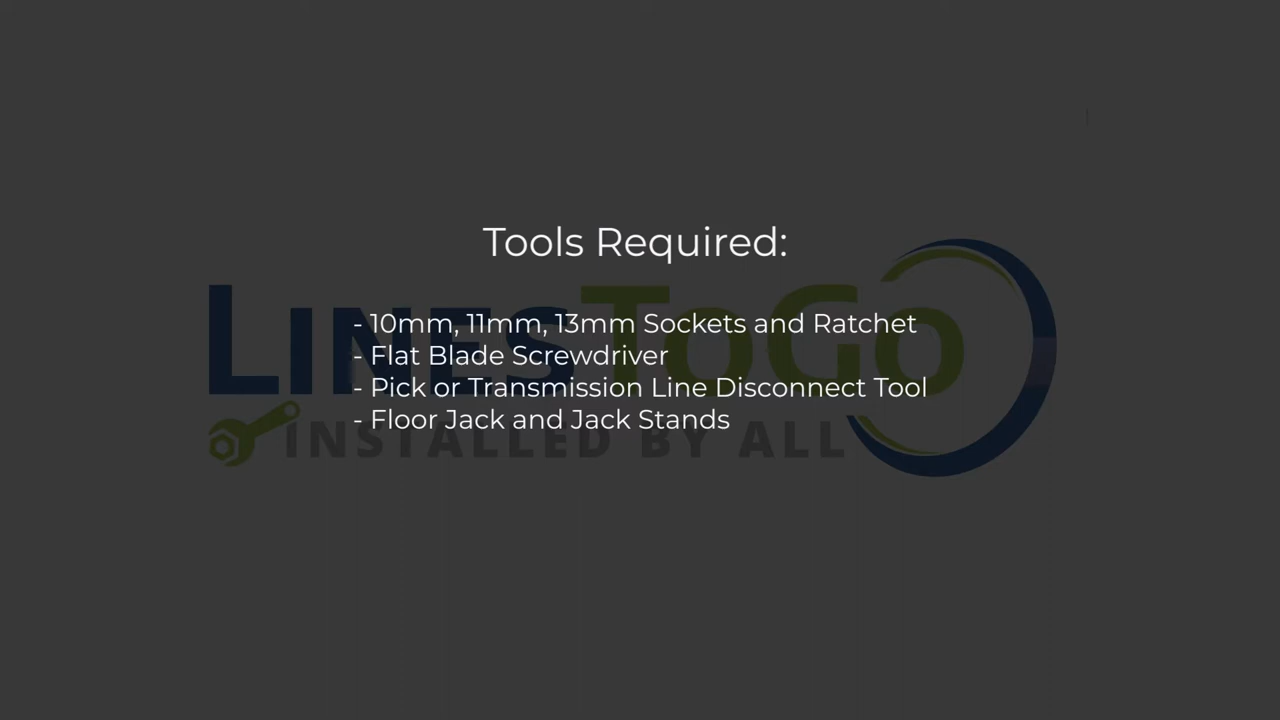 Tools Required:
LINESTOGO
- 10mm, 11mm, 13mm Sockets and Ratchet
- Flat Blade Screwdriver
- Pick or Transmission Line Disconnect Tool
- Floor Jack and Jack Stands
INSTALLED BY ALL